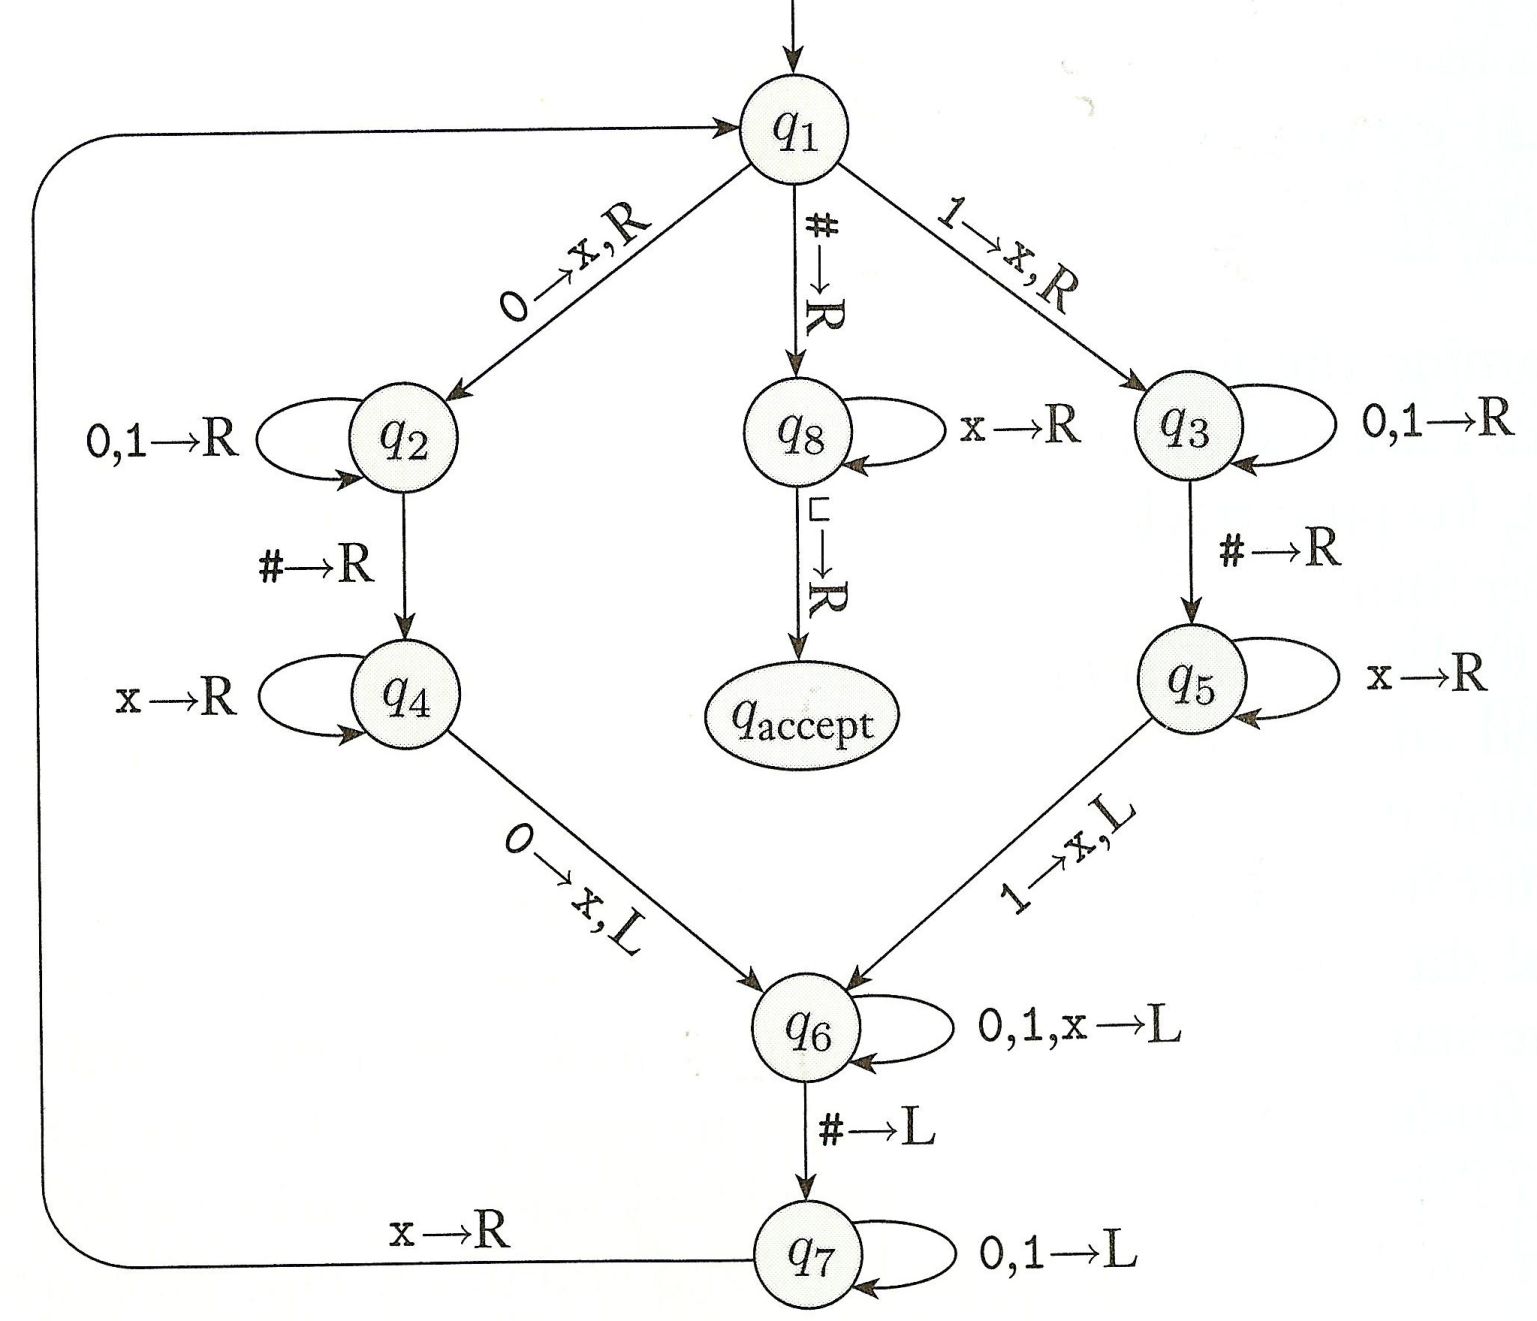 q1
0→x,R
#→R
1→x,R
0,1→R
q2
q8
x→R
q3
0,1→R
#→R
⊔→R
#→R
x→R
q4
qaccept
q5
x→R
0→x,L
1→x,L
q6
0,1,x→L
#→L
x→R
q7
0,1→L